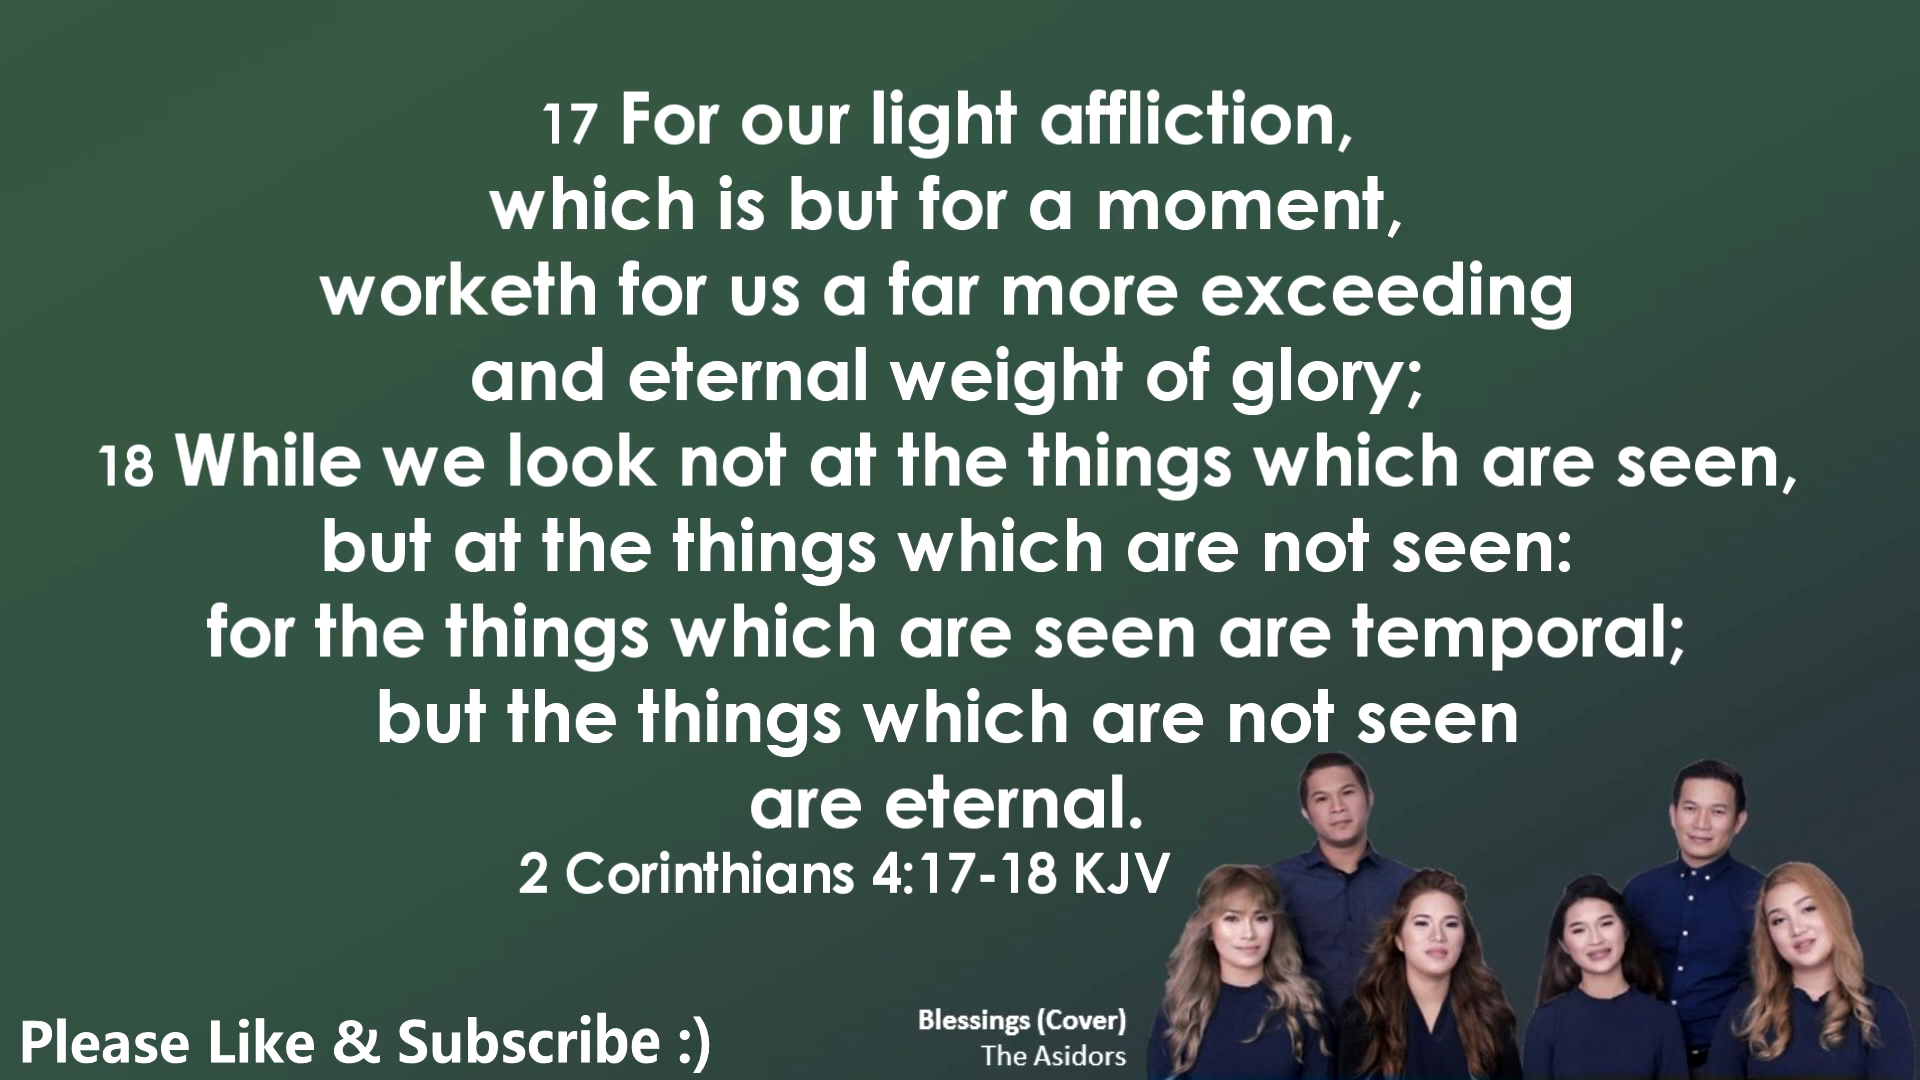 17 For our light affliction,
which is but for a moment,
worketh for us a far more exceeding
and eternal weight of glory;
18 While we look not at the things which are seen,
but at the things which are not seen:
for the things which are seen are temporal;
but the things which are not seen
are eternal.
2 Corinthians 4:17-18 KJV
Please Like & Subscribe :)
Blessings (Cover)
The Asidors